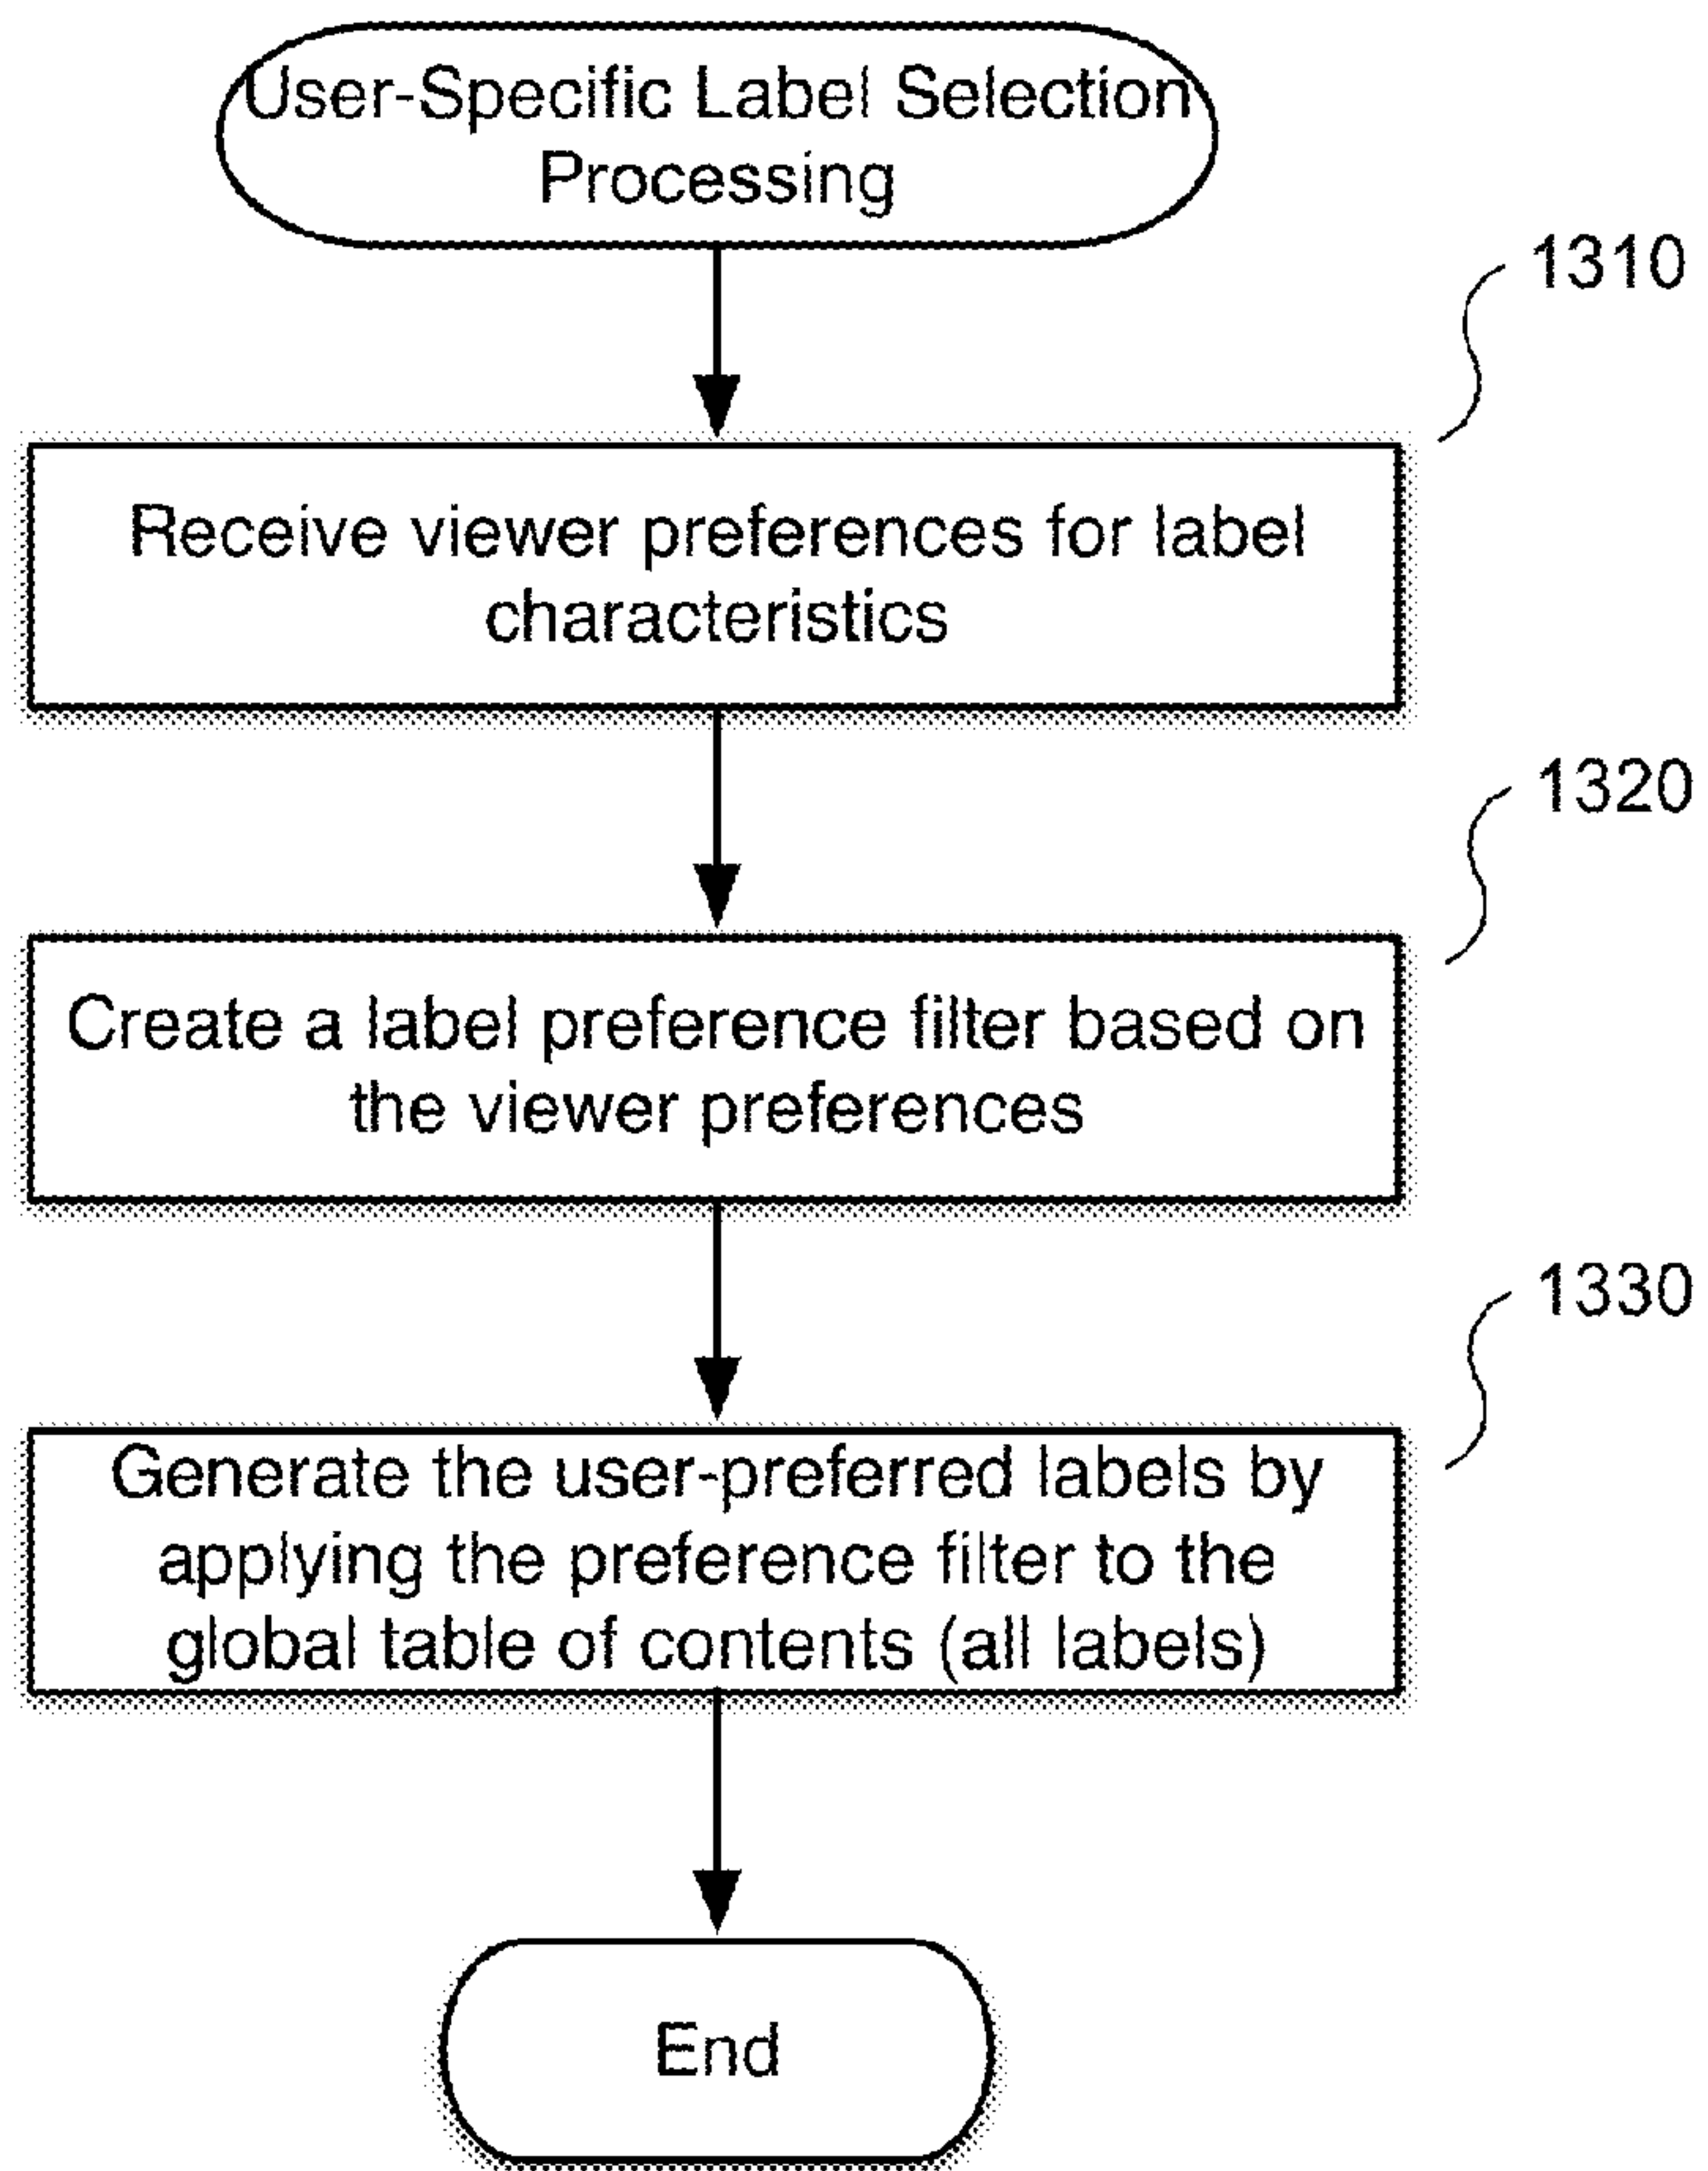 User-Specific Label Selection
Processing
1310
Receive viewer preferences for label
characteristics
1320
Create a label preference filter based on
the viewer preferences
1330
Generate the user-preferred labels by
applying the preference filter to the
global table of contents (all labels)
End